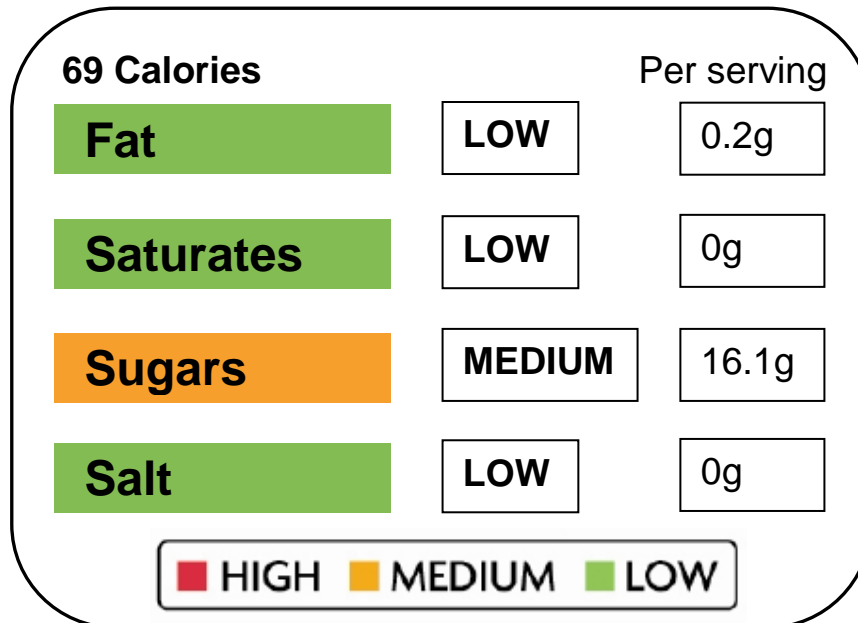 69 Calories Per serving
Fat LOW 0.2g
Saturates LOW 0g
Sugars MEDIUM 16.1g
Salt LOW 0g
HIGH MEDIUM LOW